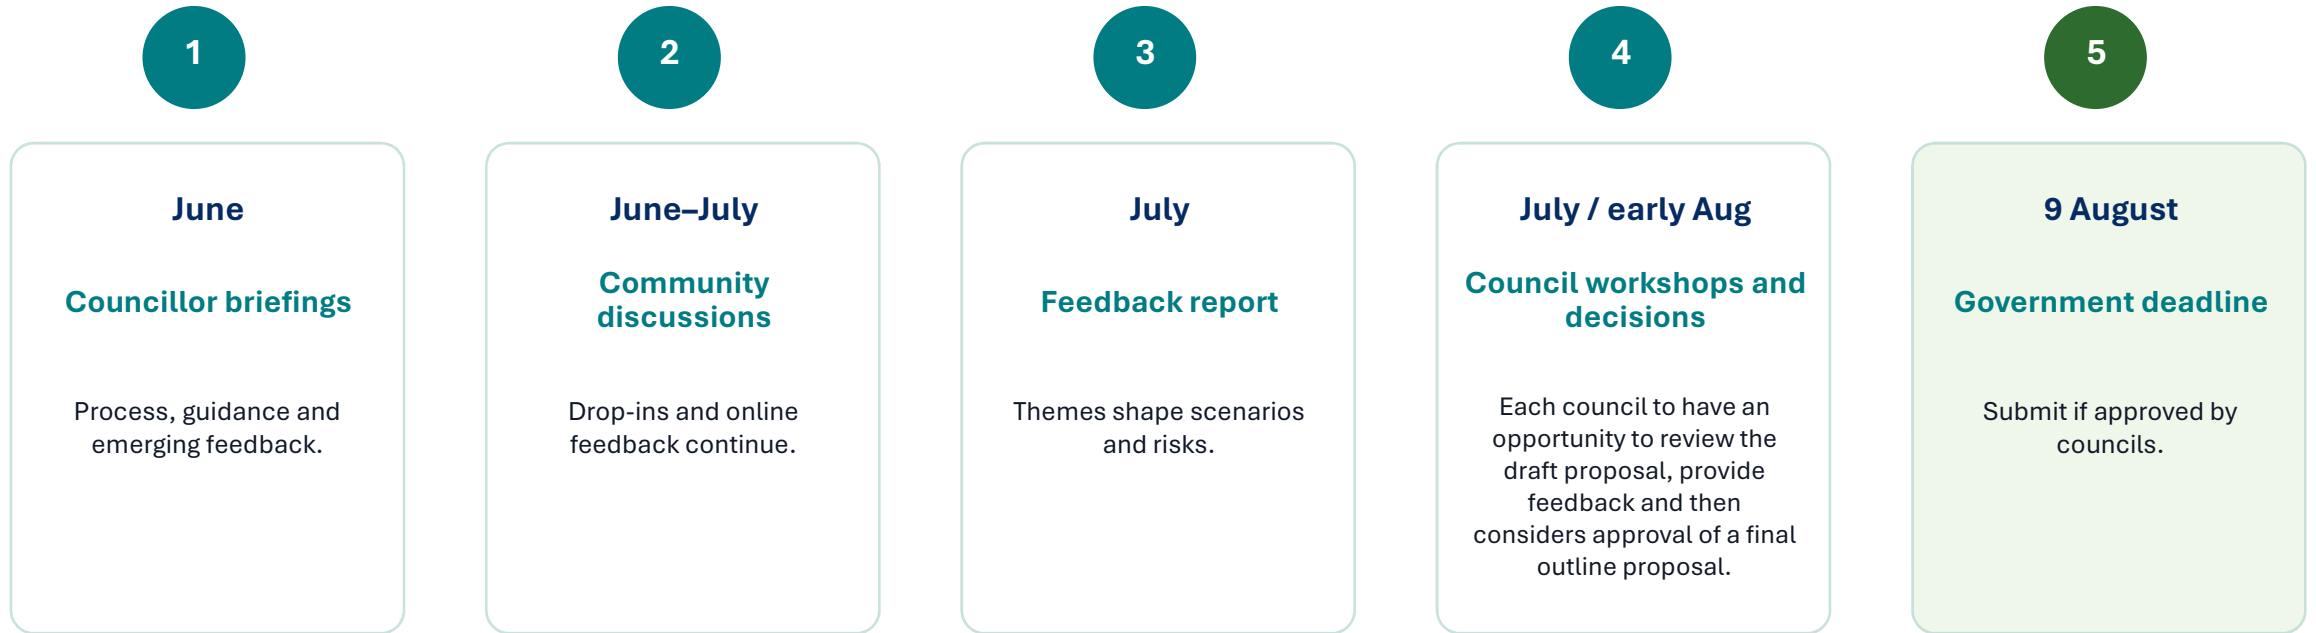 1
June
Councillor briefings
Process, guidance and
emerging feedback.
2
June–July
Community
discussions
Drop-ins and online
feedback continue.
3
July
Feedback report
Themes shape scenarios
and risks.
4
July / early Aug
Council workshops and
decisions
Each council to have an
opportunity to review the
draft proposal, provide
feedback and then
considers approval of a final
outline proposal.
5
9 August
Government deadline
Submit if approved by
councils.